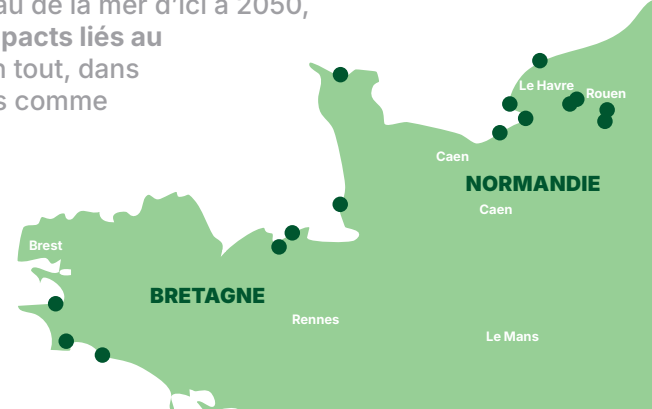 au de la mer d'ici à 2050,
pacts liés au
n tout, dans
s comme
Le Havre
Rouen
Caen
NORMANDIE
Caen
Brest
BRETAGNE
Rennes
Le Mans